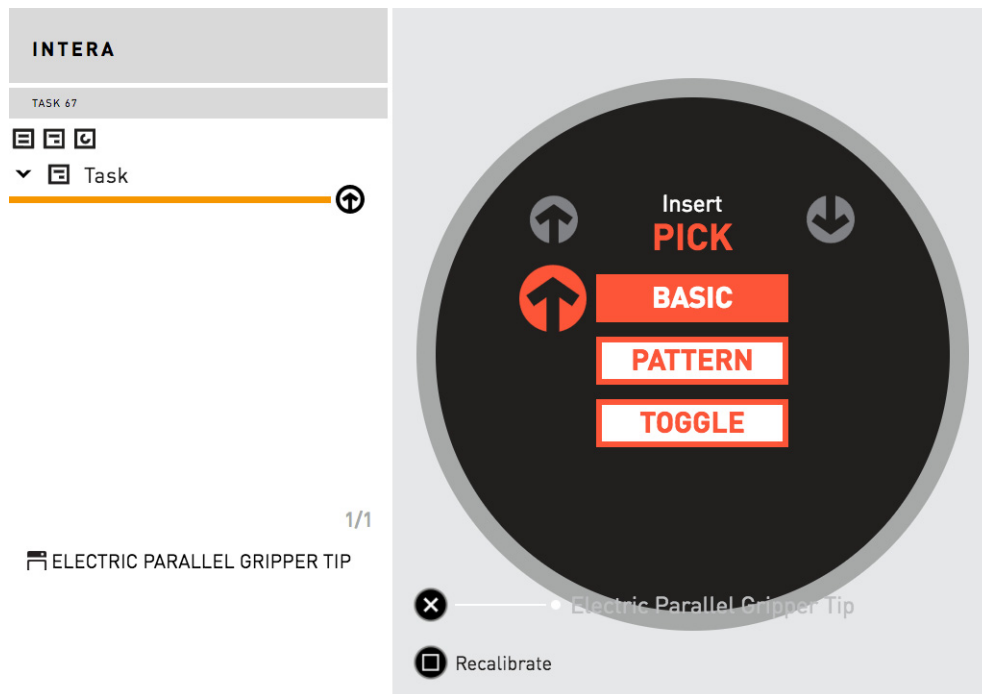 INTERA
TASK 67
Task
1/1
ELECTRIC PARALLEL GRIPPER TIP
Insert
PICK
BASIC
PATTERN
TOGGLE
Electric Parallel Gripper Tip
Recalibrate